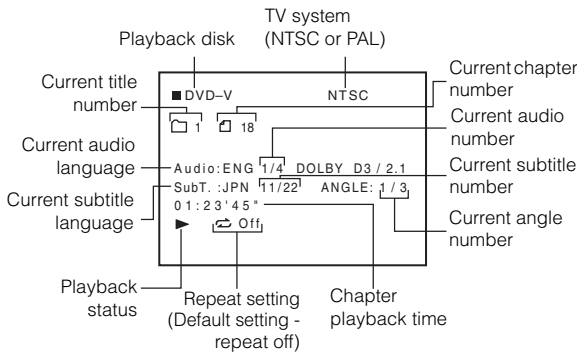 TV system
(NTSC or PAL)
Playback disk
Current title
number
Current chapter
number
■DVD–V NTSC
1 18
Current audio
number
Current audio
language
Audio:ENG 1/4 DOLBY D3/2.1
Current subtitle
number
SubT. :JPN 11/22 ANGLE: 1/3
Current subtitle
language
01:23'45"
Off
Current angle
number
Playback
status
Repeat setting
(Default setting -
repeat off)
Chapter
playback time